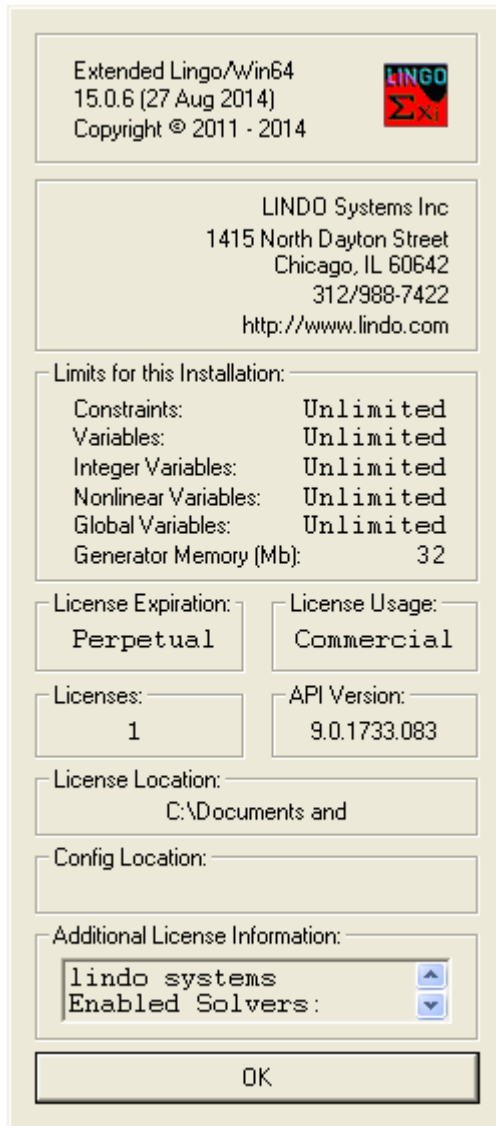 Extended Lingo/Win64
15.0.6 (27 Aug 2014)
Copyright © 2011 - 2014
LINGO
Σxi
LINDO Systems Inc
1415 North Dayton Street
Chicago, IL 60642
312/988-7422
http://www.lindo.com
Limits for this Installation:
Constraints: Unlimited
Variables: Unlimited
Integer Variables: Unlimited
Nonlinear Variables: Unlimited
Global Variables: Unlimited
Generator Memory (Mb): 32
License Expiration: License Usage:
Perpetual Commercial
Licenses: API Version:
1 9.0.1733.083
License Location:
C:\Documents and
Config Location:
Additional License Information:
lindo systems
Enabled Solvers:
OK